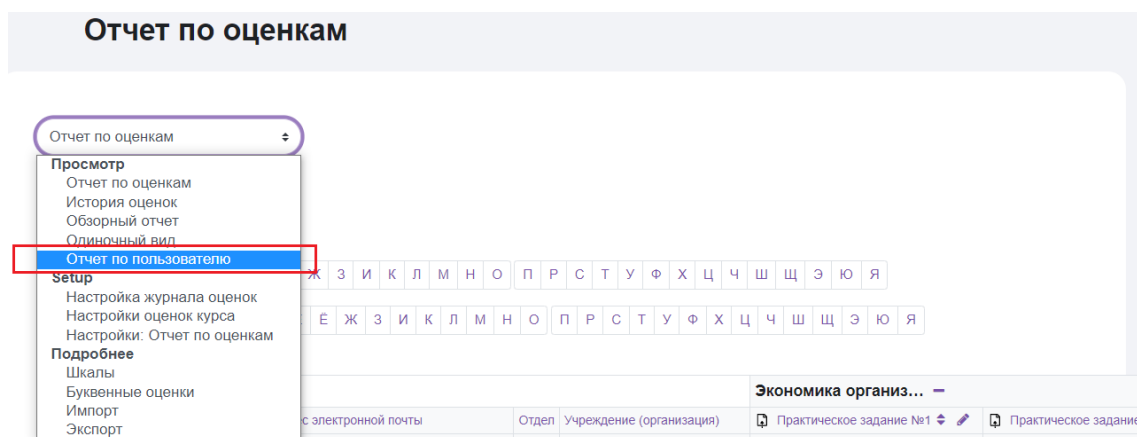 Отчет по оценкам
Отчет по оценкам
Просмотр
Отчет по оценкам
История оценок
Обзорный отчет
Одиночный вид
Отчет по пользователю
Ж З И К Л М Н О П Р С Т У Ф Х Ц Ч Ш Щ Э Ю Я
Setup
Настройка журнала оценок
Настройки оценок курса
Ё Ж З И К Л М Н О П Р С Т У Ф Х Ц Ч Ш Щ Э Ю Я
Настройки: Отчет по оценкам
Подробнее
Шкалы
Буквенные оценки
Импорт
Экспорт
Экономика организ...
с электронной почты Отдел Учреждение (организация) Практическое задание №1 Практическое задание